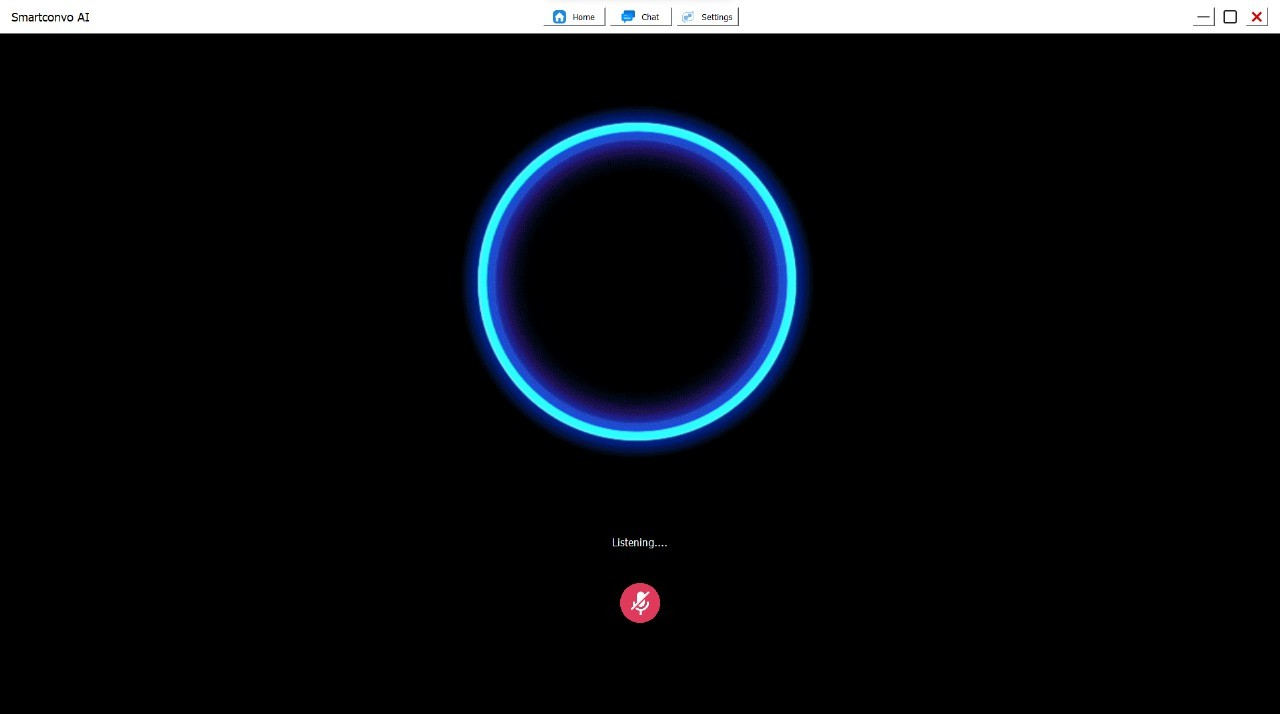 Smartconvo AI
Home
Chat
Settings
Listening....